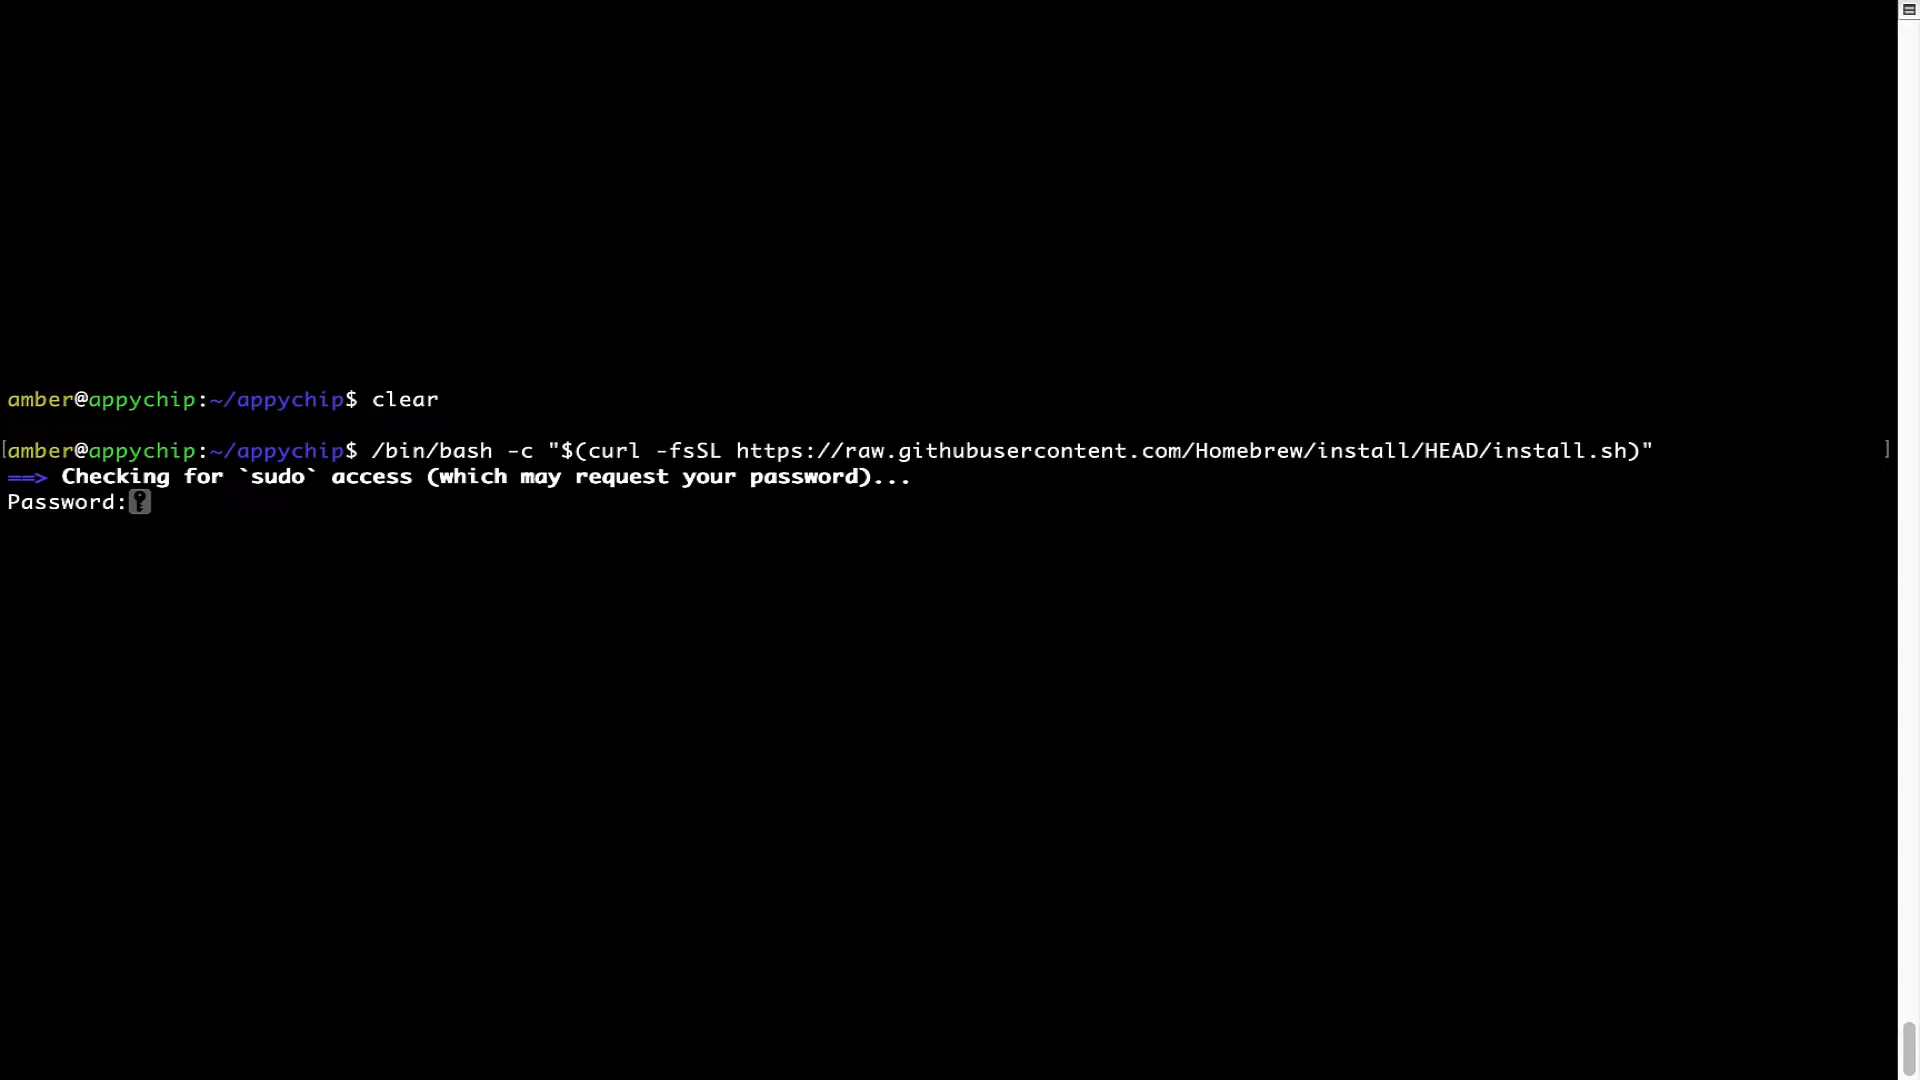 amber@appychip:~/appychip$ clear
[amber@appychip:~/appychip$ /bin/bash -c "$(curl -fsSL https://raw.githubusercontent.com/Homebrew/install/HEAD/install.sh)" ]
==> Checking for `sudo` access (which may request your password)...
Password: